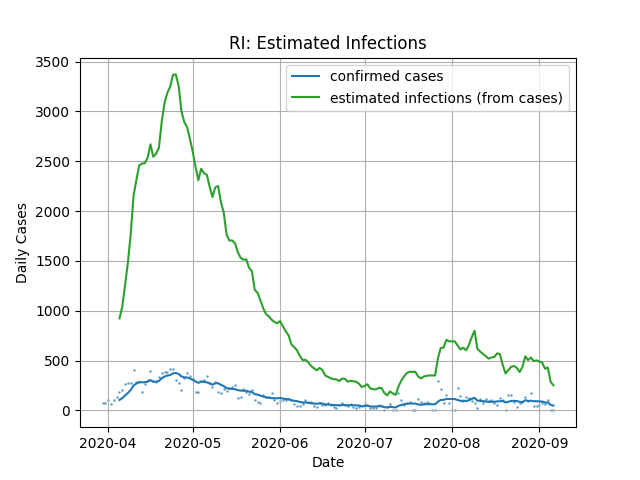 RI: Estimated Infections
confirmed cases
estimated infections (from cases)
3500
3000
2500
2000
1500
1000
500
0
Daily Cases
2020-04 2020-05 2020-06 2020-07 2020-08 2020-09
Date